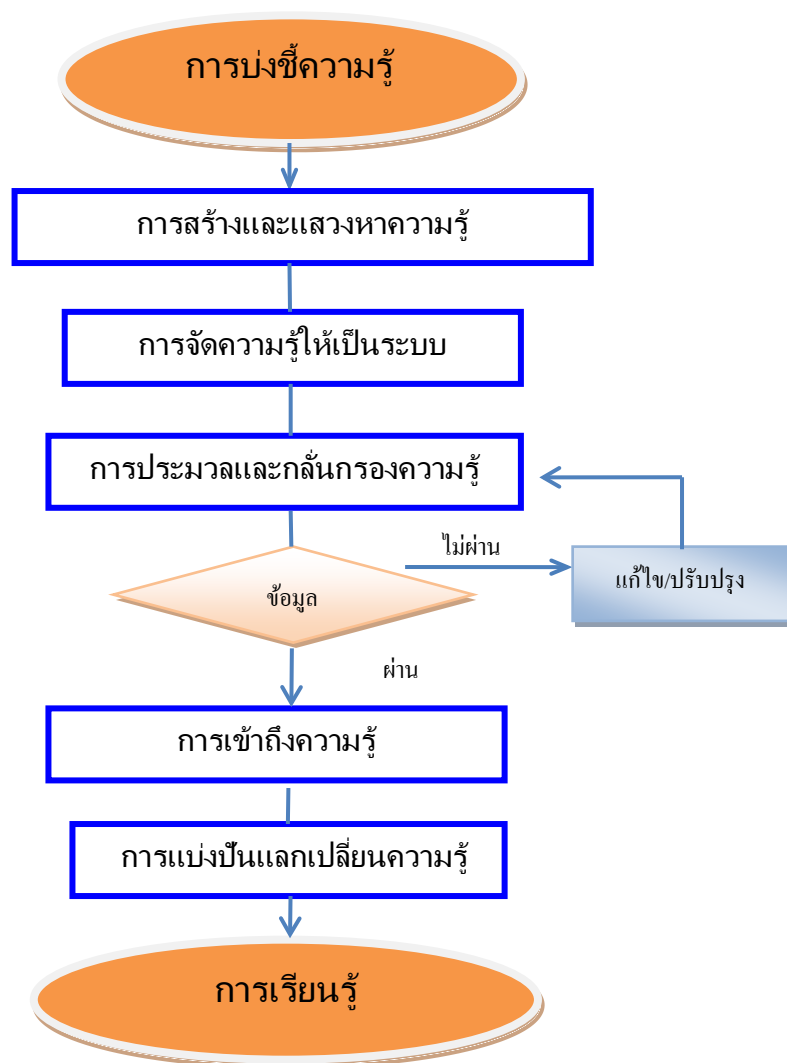 การบ่งชี้ความรู้
การสร้างและแสวงหาความรู้
การจัดความรู้ให้เป็นระบบ
การประมวลและกลั่นกรองความรู้
ไม่ผ่าน
แก้ไข/ปรับปรุง
ข้อมูล
ผ่าน
การเข้าถึงความรู้
การแบ่งปันแลกเปลี่ยนความรู้
การเรียนรู้